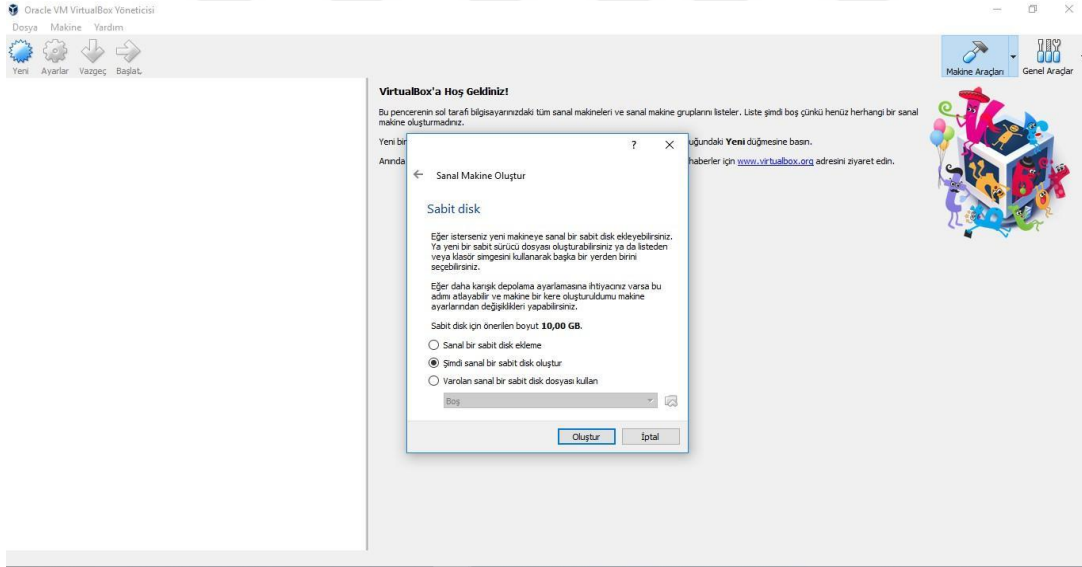 Oracle VM VirtualBox Yöneticisi
Dosya Makine Yardım
Yeni Ayarlar Vazgeç Başlat
Makine Araçları Genel Araçlar
VirtualBox'a Hoş Geldiniz!
Bu pencerenin sol tarafı bilgisayarınızdaki tüm sanal makineleri ve sanal makine gruplarını listeler. Liste şimdi boş çünkü henüz herhangi bir sanal
makine oluşturmadınız.
Yeni bir
uğundaki Yeni düğmesine basın.
Anında
haberler için www.virtualbox.org adresini ziyaret edin.
?
Sanal Makine Oluştur
Sabit disk
Eğer isterseniz yeni makineye sanal bir sabit disk ekleyebilirsiniz.
Ya yeni bir sabit sürücü dosyası oluşturabilirsiniz ya da listeden
veya klasör simgesini kullanarak başka bir yerden birini
seçebilirsiniz.
Eğer daha karışık depolama ayarlamasına ihtiyacınız varsa bu
adımı atlayabilir ve makine bir kere oluşturuldumu makine
ayarlarından değişiklikleri yapabilirsiniz.
Sabit disk için önerilen boyut 10,00 GB.
Sanal bir sabit disk ekleme
Şimdi sanal bir sabit disk oluştur
Varolan sanal bir sabit disk dosyası kullan
Boş
Oluştur İptal